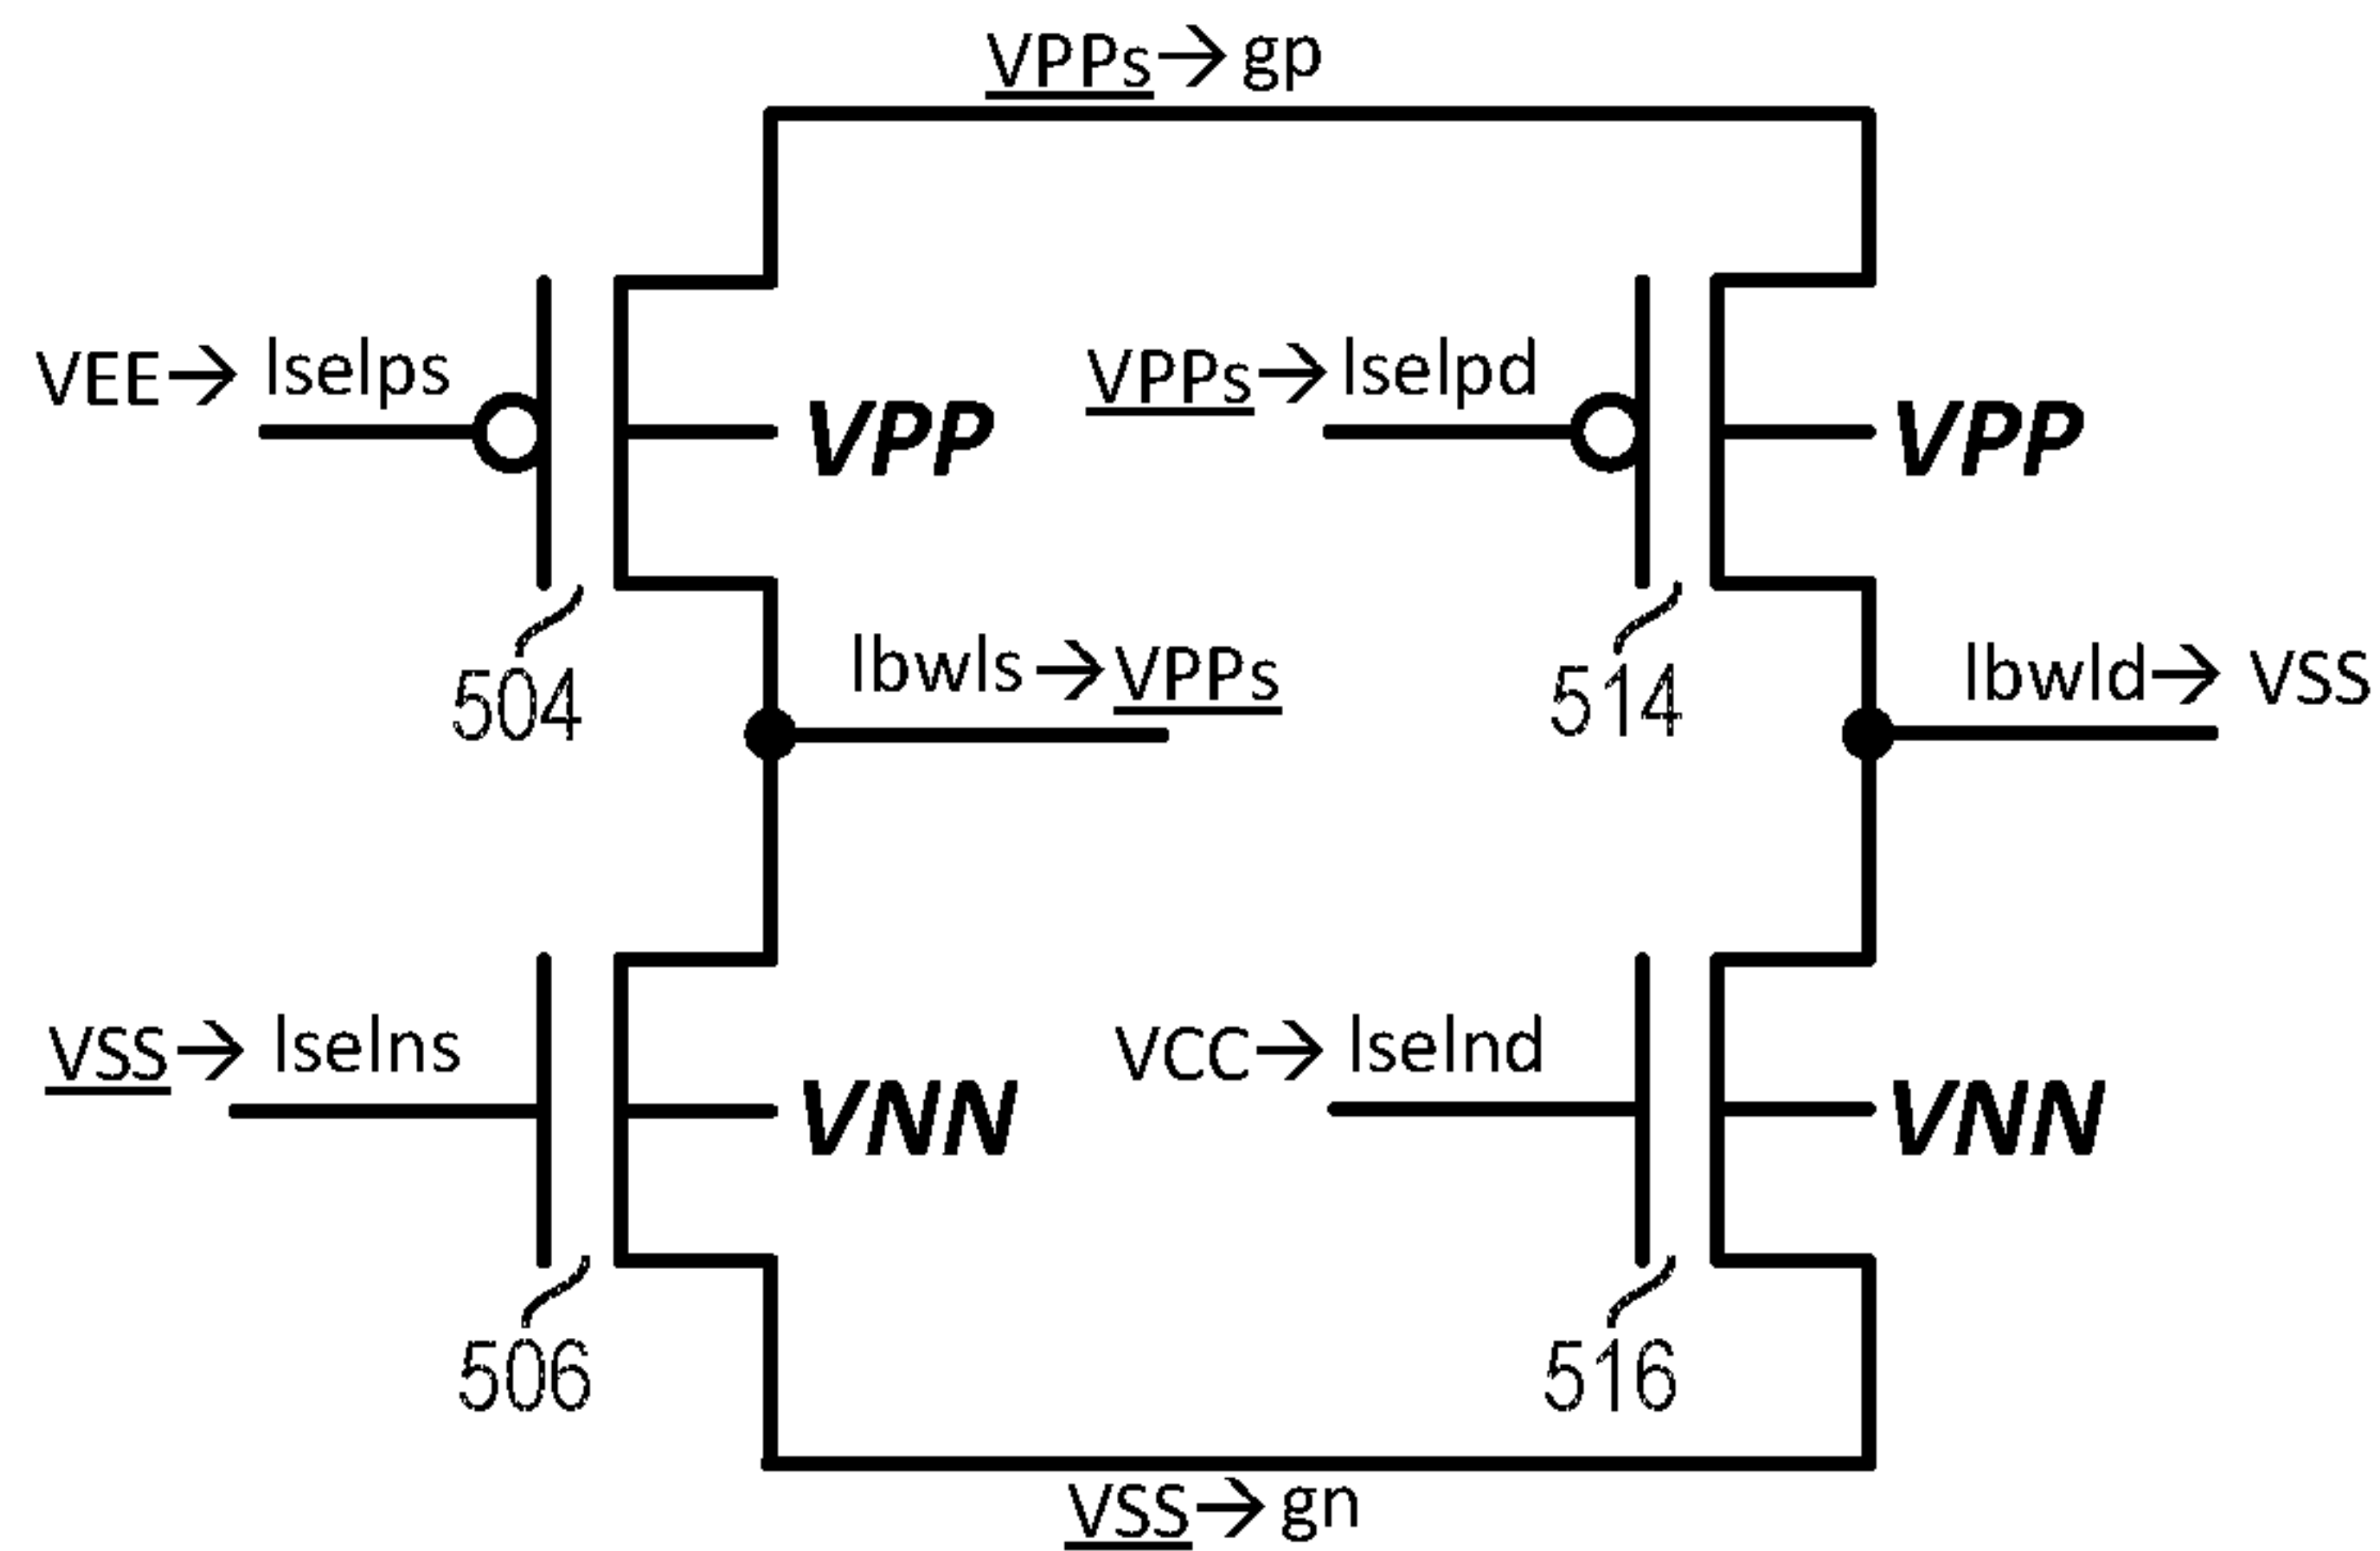 VPPs→gp
VEE→ lselps
VPPs→lselpd
VPP
VPP
504
lbwls→VPPs
514
lbwld→VSS
VSS→ lselns
VCC→ lselnd
VNN
VNN
506
516
VSS→gn